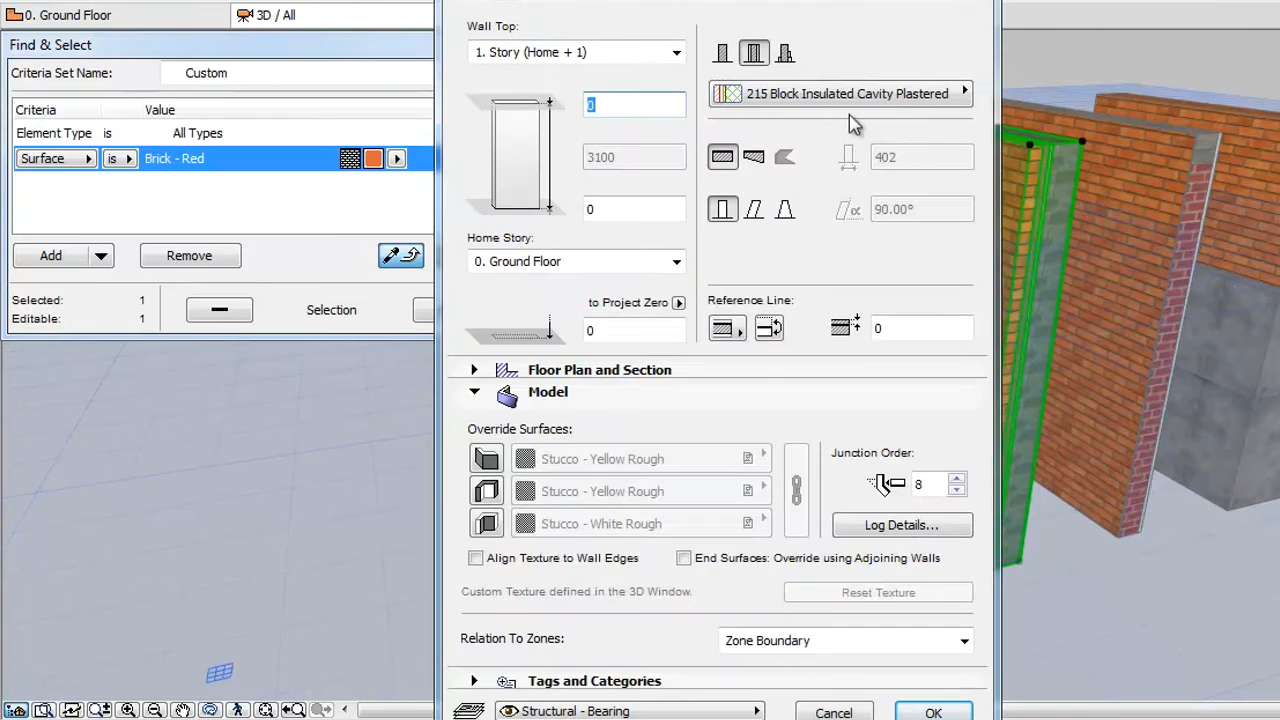 0. Ground Floor
3D / All
Find & Select
Criteria Set Name:
Custom
Criteria
Value
Element Type
is
All Types
Surface
is
Brick - Red
Add
Remove
Selected:
1
Editable:
1
Selection
Wall Top:
1. Story (Home + 1)
0
3100
0
Home Story:
0. Ground Floor
to Project Zero
0
215 Block Insulated Cavity Plastered
402
α
90.00°
Reference Line:
0
Floor Plan and Section
Model
Override Surfaces:
Stucco - Yellow Rough
Stucco - Yellow Rough
Stucco - White Rough
Junction Order:
8
Log Details...
Align Texture to Wall Edges
End Surfaces: Override using Adjoining Walls
Custom Texture defined in the 3D Window.
Reset Texture
Relation To Zones:
Zone Boundary
Tags and Categories
Structural - Bearing
Cancel
OK